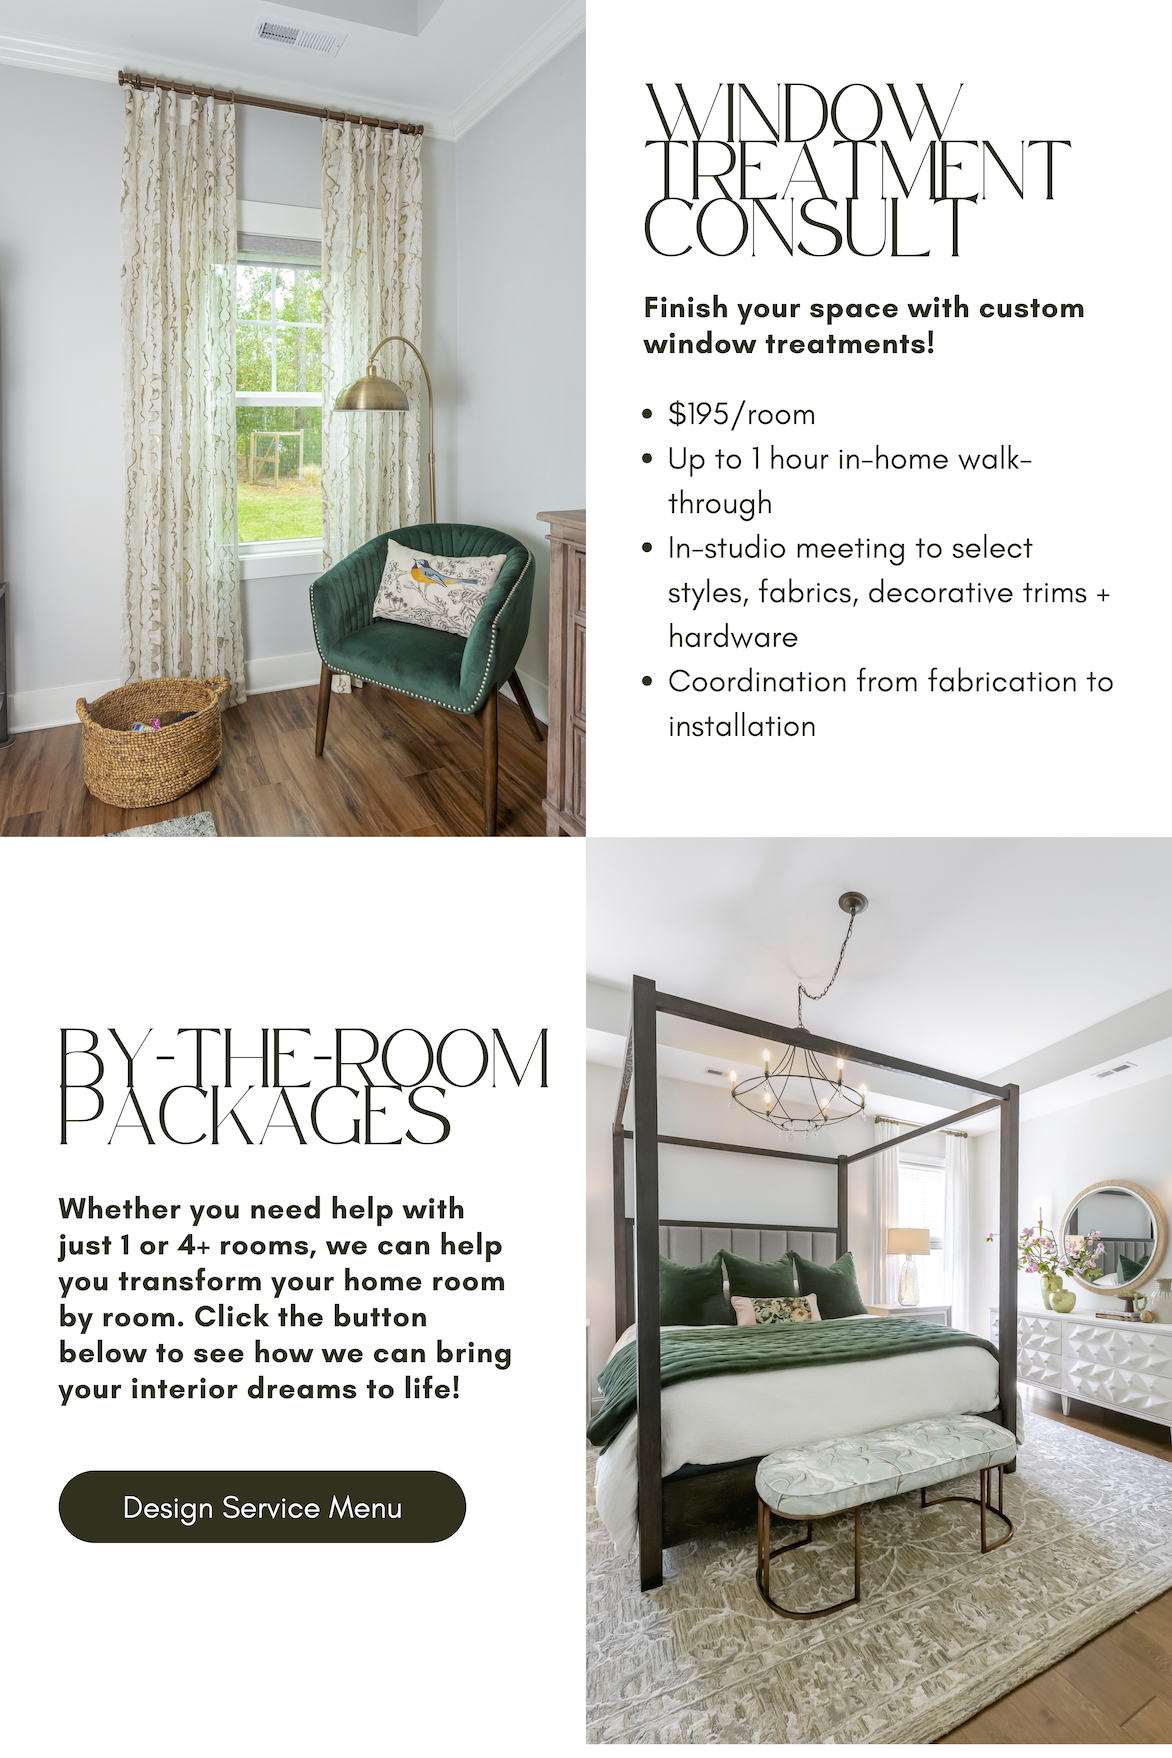 WINDOW
TREATMENT
CONSULT
Finish your space with custom
window treatments!
• $195/room
• Up to 1 hour in-home walk-
through
• In-studio meeting to select
styles, fabrics, decorative trims +
hardware
• Coordination from fabrication to
installation
BY-THE-ROOM
PACKAGES
Whether you need help with
just 1 or 4+ rooms, we can help
you transform your home room
by room. Click the button
below to see how we can bring
your interior dreams to life!
Design Service Menu